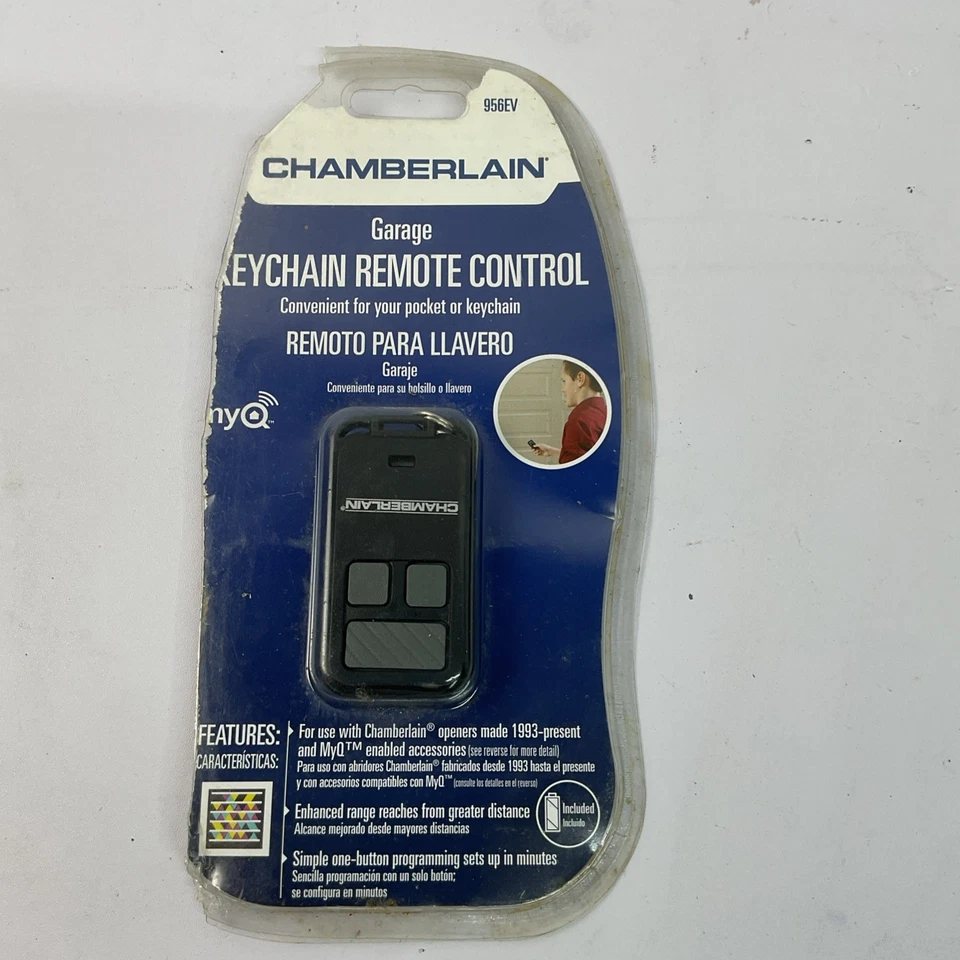 956EV
CHAMBERLAIN®
Garage
KEYCHAIN REMOTE CONTROL
Convenient for your pocket or keychain
REMOTO PARA LLAVERO
Garaje
Conveniente para su bolsillo o llavero
myQ™
CHAMBERLAIN®
FEATURES:
CARACTERÍSTICAS:
For use with Chamberlain® openers made 1993-present
and MyQ™ enabled accessories (see reverse for more detail)
Para uso con abridores Chamberlain® fabricados desde 1993 hasta el presente
y con accesorios compatibles con MyQ™ (consulte los detalles en el reverso)
Enhanced range reaches from greater distance
Alcance mejorado desde mayores distancias
Included
Incluido
Simple one-button programming sets up in minutes
Sencilla programación con un solo botón;
se configura en minutos